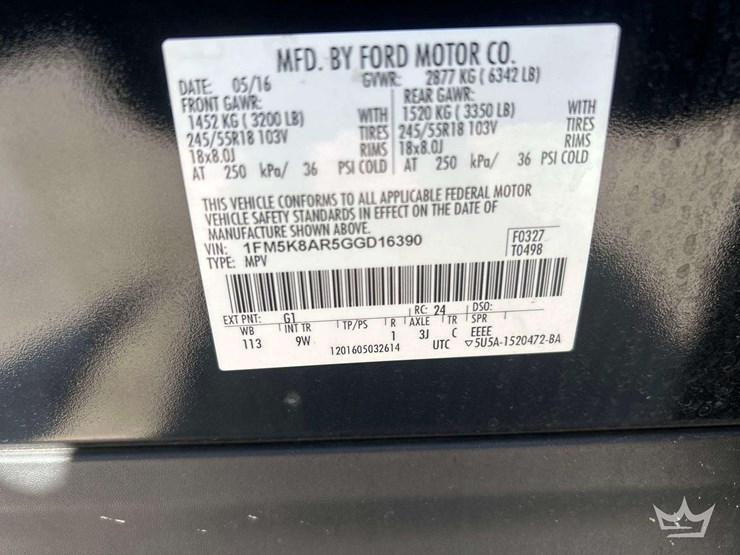 MFD. BY FORD MOTOR CO.
DATE: 05/16 GVWR: 2877 KG ( 6342 LB)
FRONT GAWR: REAR GAWR:
1452 KG ( 3200 LB) WITH 1520 KG ( 3350 LB) WITH
245/55R18 103V TIRES 245/55R18 103V TIRES
18x8.0J RIMS 18x8.0J RIMS
AT 250 kPa/ 36 PSI COLD AT 250 kPa/ 36 PSI COLD
THIS VEHICLE CONFORMS TO ALL APPLICABLE FEDERAL MOTOR
VEHICLE SAFETY STANDARDS IN EFFECT ON THE DATE OF
MANUFACTURE SHOWN ABOVE.
VIN: 1FM5K8AR5GGD16390 F0327
TYPE: MPV T0498
EXT PNT: G1 RC: 24 DSO:
WB INT TR TP/PS R AXLE TR SPR
113 9W 1 3J C EEEE
1201605032614 UTC ▽5U5A-1520472-BA